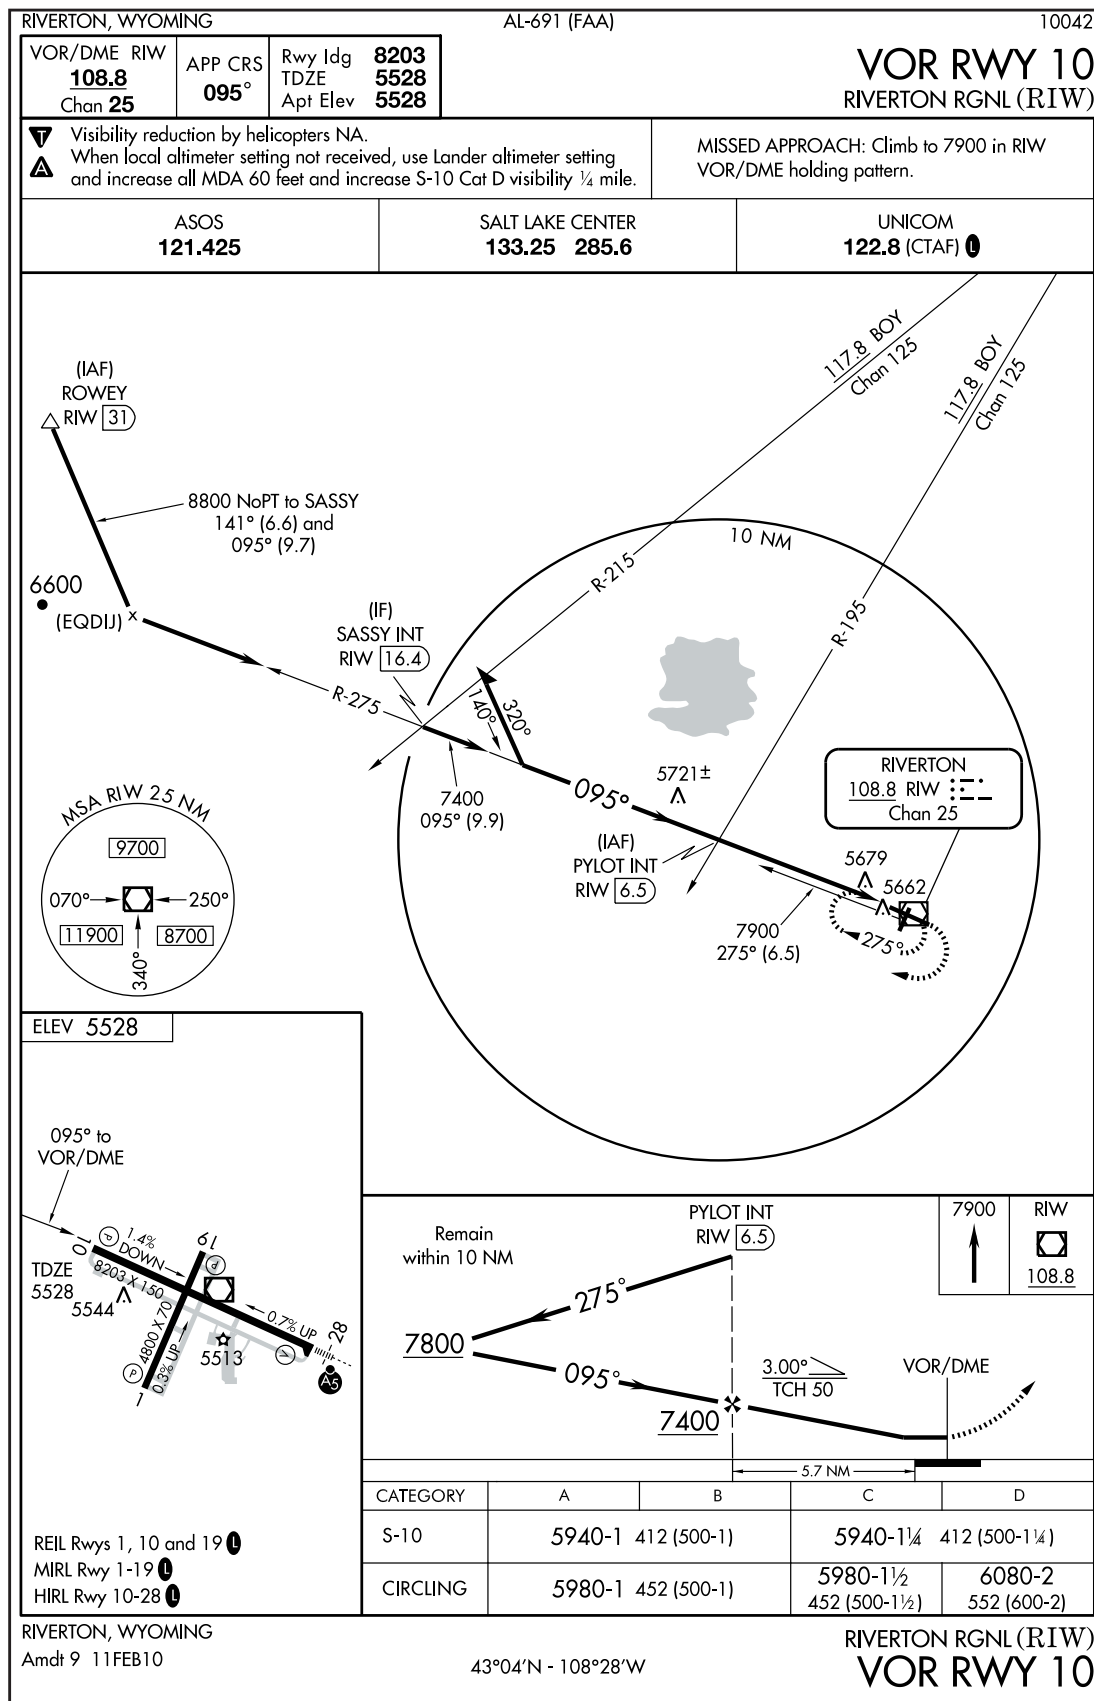 RIVERTON, WYOMING
AL-691 (FAA)
10042
VOR/DME RIW
108.8
Chan 25
APP CRS
095°
Rwy ldg 8203
TDZE 5528
Apt Elev 5528
VOR RWY 10
RIVERTON RGNL (RIW)
T
A
Visibility reduction by helicopters NA.
When local altimeter setting not received, use Lander altimeter setting
and increase all MDA 60 feet and increase S-10 Cat D visibility ¼ mile.
MISSED APPROACH: Climb to 7900 in RIW
VOR/DME holding pattern.
ASOS
121.425
SALT LAKE CENTER
133.25 285.6
UNICOM
122.8 (CTAF) L
117.8 BOY
Chan 125
117.8 BOY
Chan 125
(IAF)
ROWEY
RIW 31
8800 NoPT to SASSY
141° (6.6) and
095° (9.7)
10 NM
R-215
R-195
6600
(EQDIJ) x
(IF)
SASSY INT
RIW 16.4
R-275
320°
140°
7400
095° (9.9)
095°
5721±
RIVERTON
108.8 RIW
Chan 25
(IAF)
PYLOT INT
RIW 6.5
5679
5662
7900
275° (6.5)
275°
MSA RIW 25 NM
9700
070°
250°
11900
8700
340°
ELEV 5528
095° to
VOR/DME
10
P
1.4%
DOWN
19
P
8203 X 150
TDZE
5528
5544
4800 X 70
0.3% UP
P
1
5513
0.7% UP
V
28
A5
REIL Rwys 1, 10 and 19 L
MIRL Rwy 1-19 L
HIRL Rwy 10-28 L
Remain
within 10 NM
PYLOT INT
RIW 6.5
7900
RIW
108.8
275°
7800
095°
7400
3.00°
TCH 50
VOR/DME
5.7 NM
CATEGORY A B C D
S-10 5940-1 412 (500-1) 5940-1¼ 412 (500-1¼)
CIRCLING 5980-1 452 (500-1) 5980-1½ 6080-2
452 (500-1½) 552 (600-2)
RIVERTON, WYOMING
Amdt 9 11FEB10
43°04'N - 108°28'W
RIVERTON RGNL (RIW)
VOR RWY 10